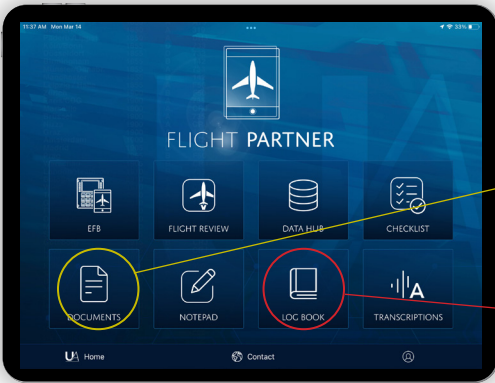 11:37 AM Mon Mar 14
33%
FLIGHT PARTNER
EFB
FLIGHT REVIEW
DATA HUB
CHECKLIST
DOCUMENTS
NOTEPAD
LOG BOOK
A
TRANSCRIPTIONS
UA Home
Contact